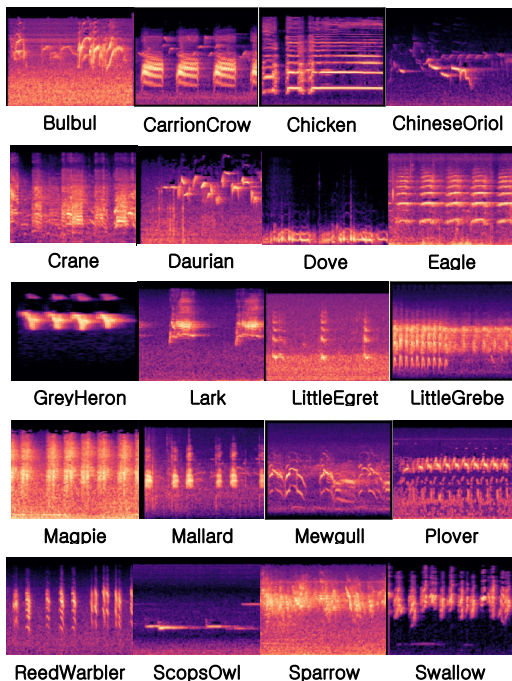 Bulbul CarrionCrow Chicken ChineseOriol
Crane Daurian Dove Eagle
GreyHeron Lark LittleEgret LittleGrebe
Magpie Mallard Mewgull Plover
ReedWarbler ScopsOwl Sparrow Swallow